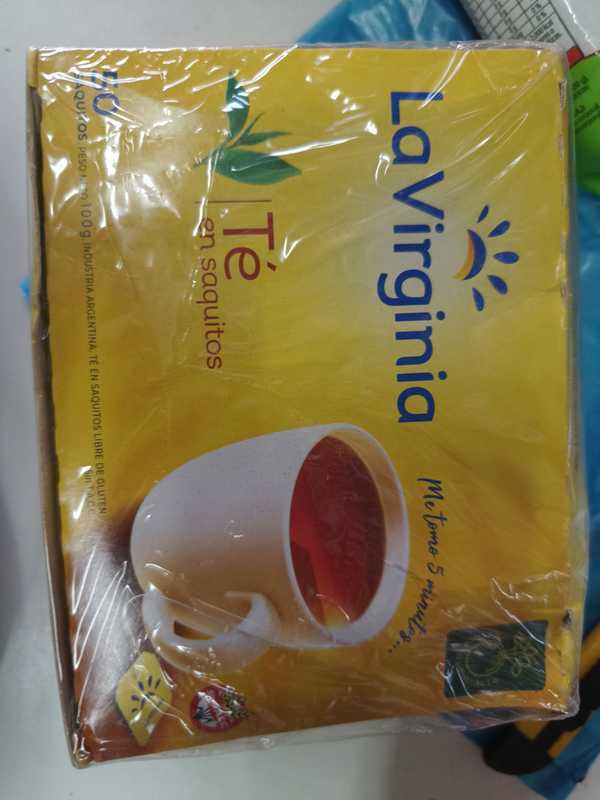 La Virginia
Me tomo 5 minutos...
Té
en saquitos
50
SAQUITOS PESO NETO 100 g INDUSTRIA ARGENTINA. TÉ EN SAQUITOS LIBRE DE GLUTEN